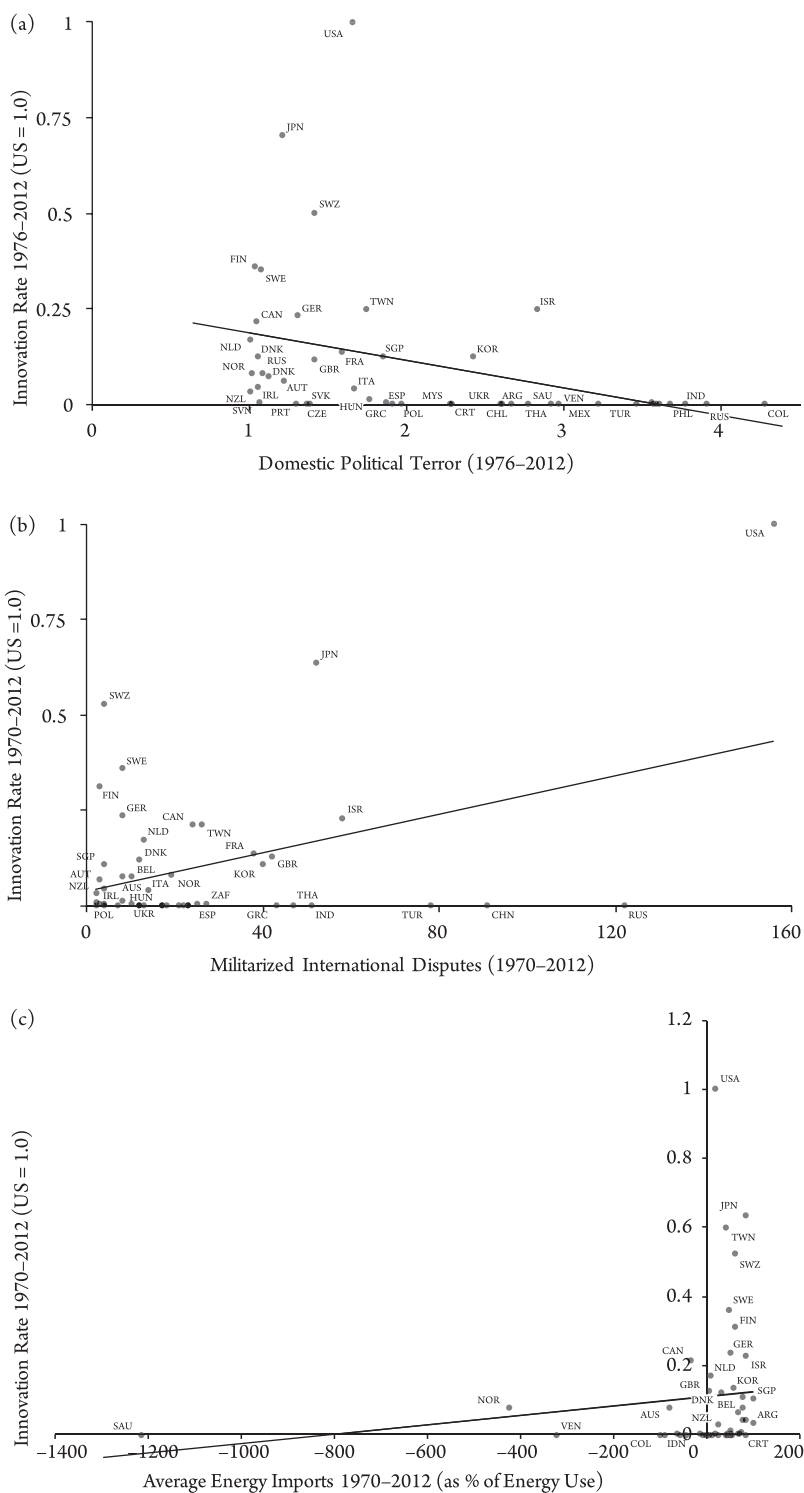 (a)
1
USA
JPN
0.75
SWZ
0.5
FIN
SWE
TWN
ISR
0.25
CAN
GER
NLD
DNK
FRA
SGP
KOR
RUS
GBR
NOR
DNK
ITA
AUT
NZL
IRL
SVK
ESP
MYS
UKR
ARG
SAU
VEN
IND
0
SVN
PRT
CZE
HUN
GRC
POL
CRT
CHL
THA
MEX
TUR
PHL
RUS
COL
0 1 2 3 4
Innovation Rate 1976–2012 (US = 1.0)
Domestic Political Terror (1976–2012)
(b)
1
USA
0.75
JPN
SWZ
0.5
SWE
FIN
GER
CAN
TWN
ISR
NLD
SGP
DNK
FRA
GBR
AUT
BEL
KOR
NZL
AUS
ITA
NOR
IRL
HUN
ZAF
THA
POL
UKR
ESP
GRC
IND
TUR
CHN
RUS
0 40 80 120 160
Innovation Rate 1970–2012 (US =1.0)
Militarized International Disputes (1970–2012)
(c)
1.2
USA
1
0.8
JPN
0.6
TWN
SWZ
0.4
SWE
FIN
CAN
GER
0.2
ISR
NLD
GBR
KOR
SGP
NOR
DNK
BEL
AUS
NZL
ARG
SAU
VEN
COL
IDN
CRT
–1400 –1200 –1000 –800 –600 –400 –200 0 200
Innovation Rate 1970–2012 (US = 1.0)
Average Energy Imports 1970–2012 (as % of Energy Use)